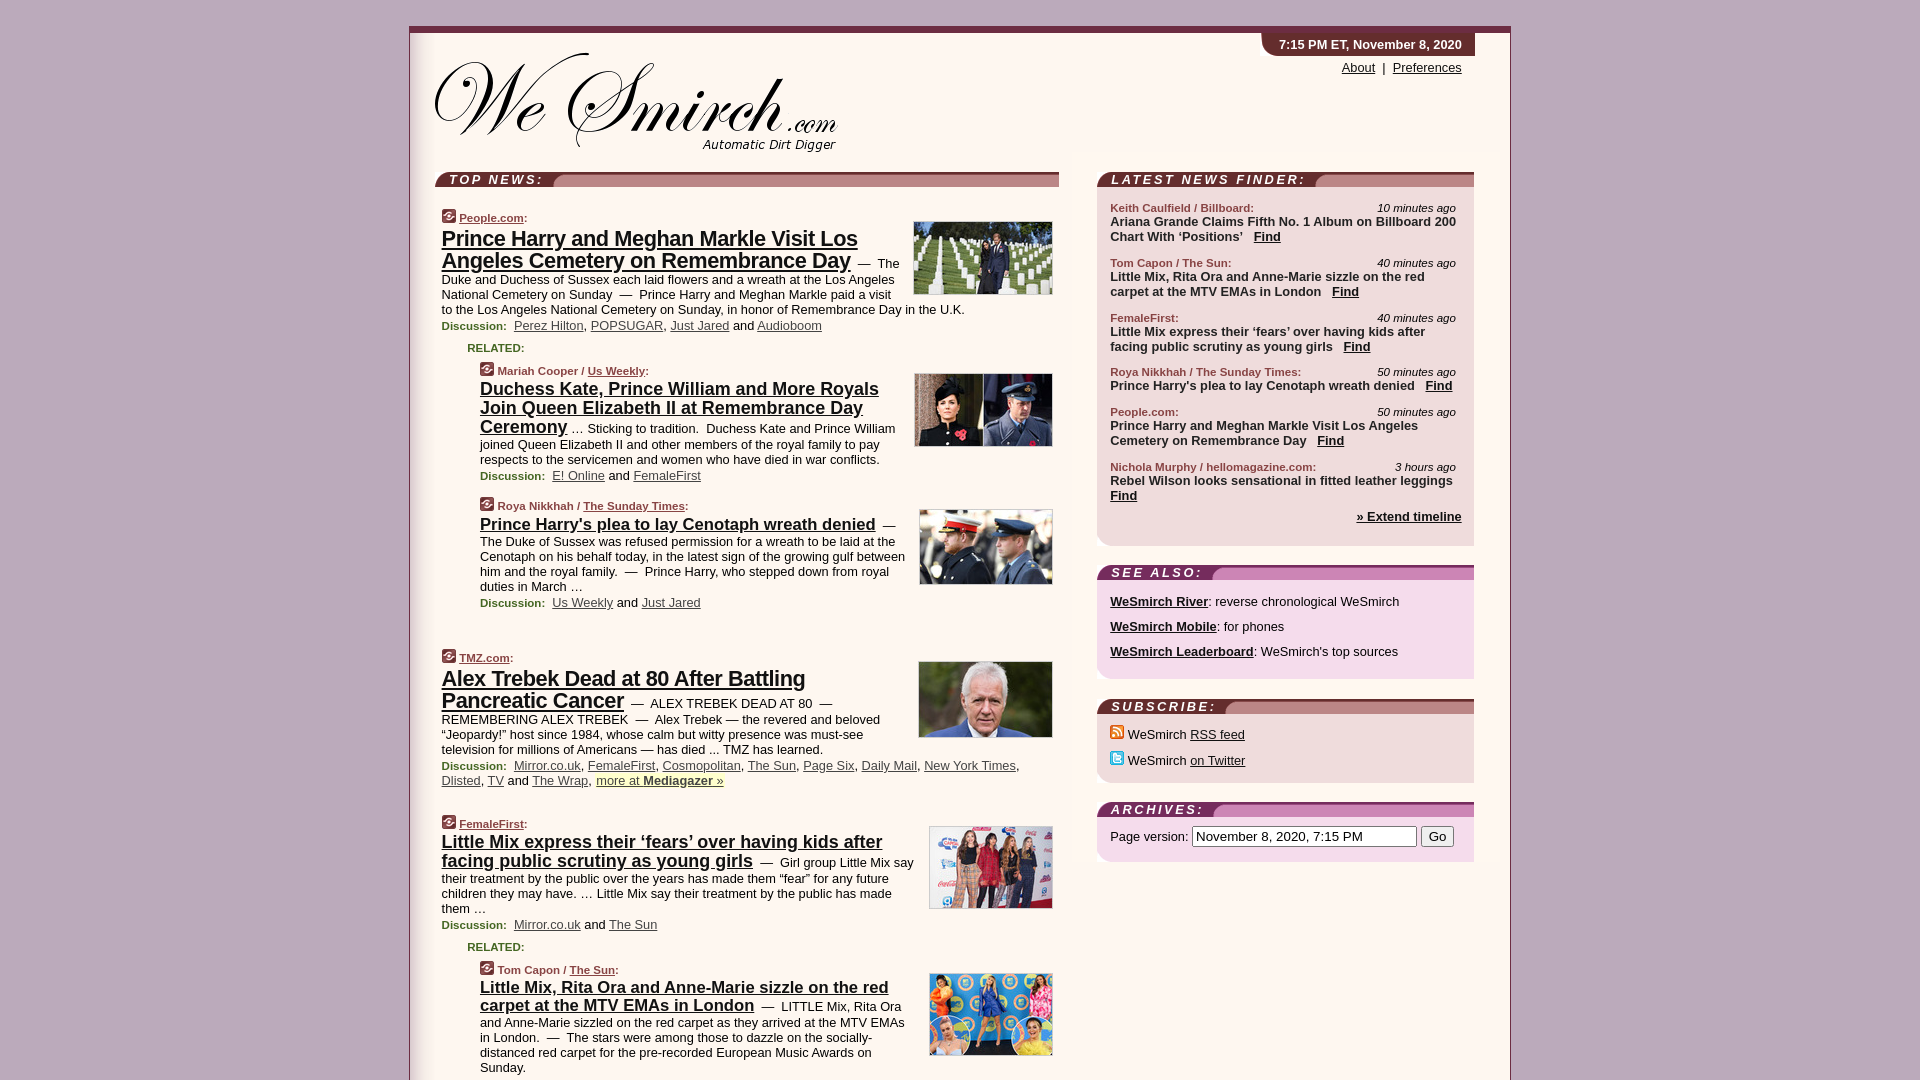 7:15 PM ET, November 8, 2020
About | Preferences
We Smirch .com
Automatic Dirt Digger
TOP NEWS:
People.com:
Prince Harry and Meghan Markle Visit Los
Angeles Cemetery on Remembrance Day — The
Duke and Duchess of Sussex each laid flowers and a wreath at the Los Angeles
National Cemetery on Sunday — Prince Harry and Meghan Markle paid a visit
to the Los Angeles National Cemetery on Sunday, in honor of Remembrance Day in the U.K.
Discussion: Perez Hilton, POPSUGAR, Just Jared and Audioboom
RELATED:
Mariah Cooper / Us Weekly:
Duchess Kate, Prince William and More Royals
Join Queen Elizabeth II at Remembrance Day
Ceremony … Sticking to tradition. Duchess Kate and Prince William
joined Queen Elizabeth II and other members of the royal family to pay
respects to the servicemen and women who have died in war conflicts.
Discussion: E! Online and FemaleFirst
Roya Nikkhah / The Sunday Times:
Prince Harry's plea to lay Cenotaph wreath denied —
The Duke of Sussex was refused permission for a wreath to be laid at the
Cenotaph on his behalf today, in the latest sign of the growing gulf between
him and the royal family. — Prince Harry, who stepped down from royal
duties in March …
Discussion: Us Weekly and Just Jared
TMZ.com:
Alex Trebek Dead at 80 After Battling
Pancreatic Cancer — ALEX TREBEK DEAD AT 80 —
REMEMBERING ALEX TREBEK — Alex Trebek — the revered and beloved
“Jeopardy!” host since 1984, whose calm but witty presence was must-see
television for millions of Americans — has died ... TMZ has learned.
Discussion: Mirror.co.uk, FemaleFirst, Cosmopolitan, The Sun, Page Six, Daily Mail, New York Times,
Dlisted, TV and The Wrap, more at Mediagazer »
FemaleFirst:
Little Mix express their ‘fears’ over having kids after
facing public scrutiny as young girls — Girl group Little Mix say
their treatment by the public over the years has made them “fear” for any future
children they may have. … Little Mix say their treatment by the public has made
them …
Discussion: Mirror.co.uk and The Sun
RELATED:
Tom Capon / The Sun:
Little Mix, Rita Ora and Anne-Marie sizzle on the red
carpet at the MTV EMAs in London — LITTLE Mix, Rita Ora
and Anne-Marie sizzled on the red carpet as they arrived at the MTV EMAs
in London. — The stars were among those to dazzle on the socially-
distanced red carpet for the pre-recorded European Music Awards on
Sunday.
LATEST NEWS FINDER:
Keith Caulfield / Billboard: 10 minutes ago
Ariana Grande Claims Fifth No. 1 Album on Billboard 200
Chart With ‘Positions’ Find
Tom Capon / The Sun: 40 minutes ago
Little Mix, Rita Ora and Anne-Marie sizzle on the red
carpet at the MTV EMAs in London Find
FemaleFirst: 40 minutes ago
Little Mix express their ‘fears’ over having kids after
facing public scrutiny as young girls Find
Roya Nikkhah / The Sunday Times: 50 minutes ago
Prince Harry's plea to lay Cenotaph wreath denied Find
People.com: 50 minutes ago
Prince Harry and Meghan Markle Visit Los Angeles
Cemetery on Remembrance Day Find
Nichola Murphy / hellomagazine.com: 3 hours ago
Rebel Wilson looks sensational in fitted leather leggings
Find
» Extend timeline
SEE ALSO:
WeSmirch River: reverse chronological WeSmirch
WeSmirch Mobile: for phones
WeSmirch Leaderboard: WeSmirch's top sources
SUBSCRIBE:
WeSmirch RSS feed
WeSmirch on Twitter
ARCHIVES:
Page version: November 8, 2020, 7:15 PM Go